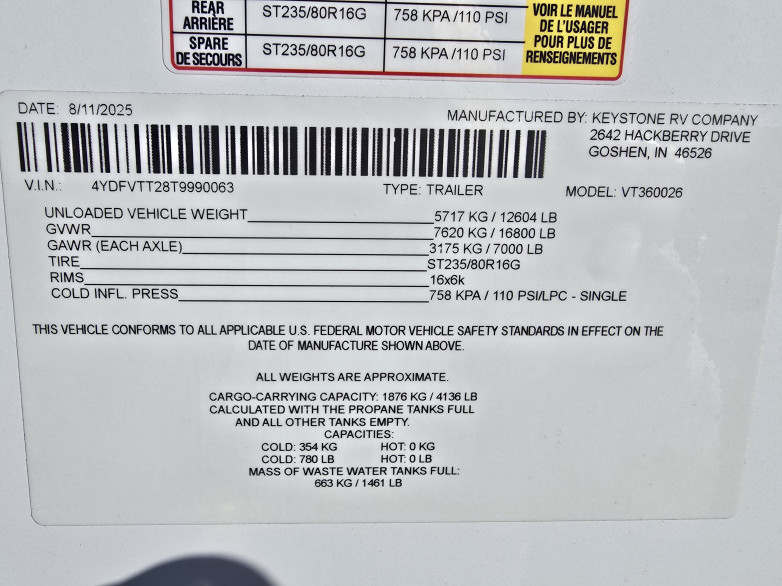 REAR ST235/80R16G 758 KPA /110 PSI VOIR LE MANUEL
ARRIÈRE DE L'USAGER
SPARE ST235/80R16G 758 KPA /110 PSI POUR PLUS DE
DE SECOURS RENSEIGNEMENTS
DATE: 8/11/2025 MANUFACTURED BY: KEYSTONE RV COMPANY
2642 HACKBERRY DRIVE
GOSHEN, IN 46526
V.I.N.: 4YDFVTT28T9990063 TYPE: TRAILER MODEL: VT360026
UNLOADED VEHICLE WEIGHT 5717 KG / 12604 LB
GVWR 7620 KG / 16800 LB
GAWR (EACH AXLE) 3175 KG / 7000 LB
TIRE ST235/80R16G
RIMS 16x6k
COLD INFL. PRESS 758 KPA / 110 PSI/LPC - SINGLE
THIS VEHICLE CONFORMS TO ALL APPLICABLE U.S. FEDERAL MOTOR VEHICLE SAFETY STANDARDS IN EFFECT ON THE
DATE OF MANUFACTURE SHOWN ABOVE.
ALL WEIGHTS ARE APPROXIMATE.
CARGO-CARRYING CAPACITY: 1876 KG / 4136 LB
CALCULATED WITH THE PROPANE TANKS FULL
AND ALL OTHER TANKS EMPTY.
CAPACITIES:
COLD: 354 KG HOT: 0 KG
COLD: 780 LB HOT: 0 LB
MASS OF WASTE WATER TANKS FULL:
663 KG / 1461 LB